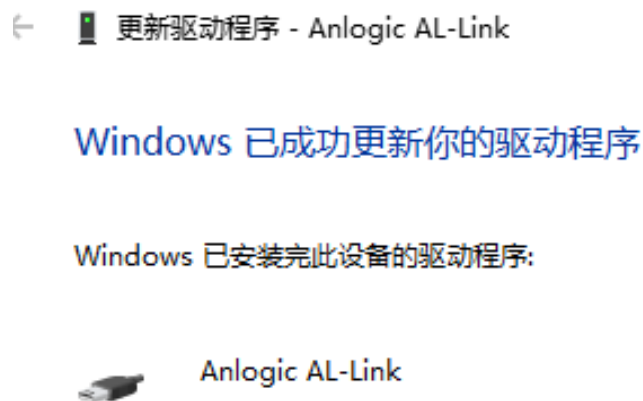 更新驱动程序 - Anlogic AL-Link
Windows 已成功更新你的驱动程序
Windows 已安装完此设备的驱动程序:
Anlogic AL-Link